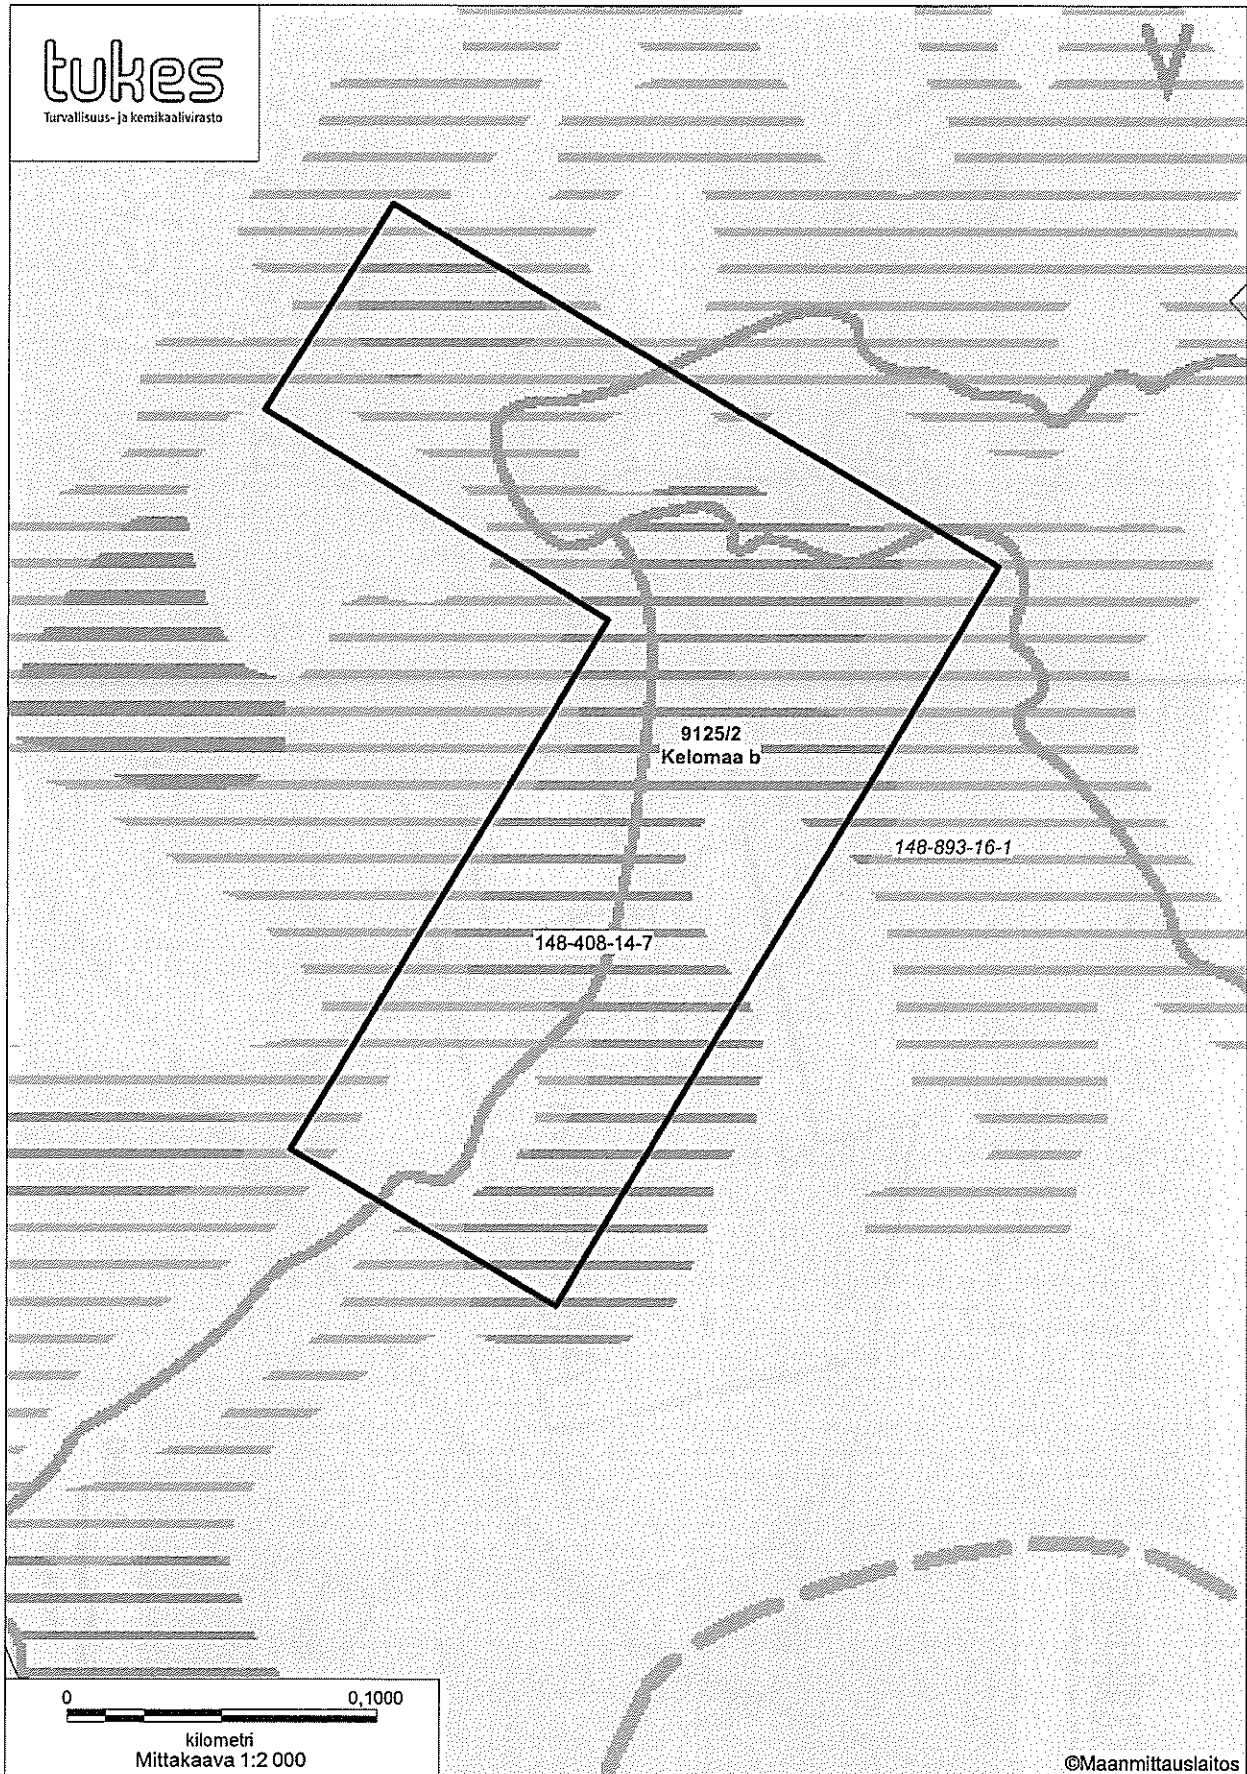 tukes
Turvallisuus- ja kemikaalivirasto
9125/2
Kelomaa b
148-893-16-1
148-408-14-7
0 0,1000
kilometri
Mittakaava 1:2 000
©Maanmittauslaitos